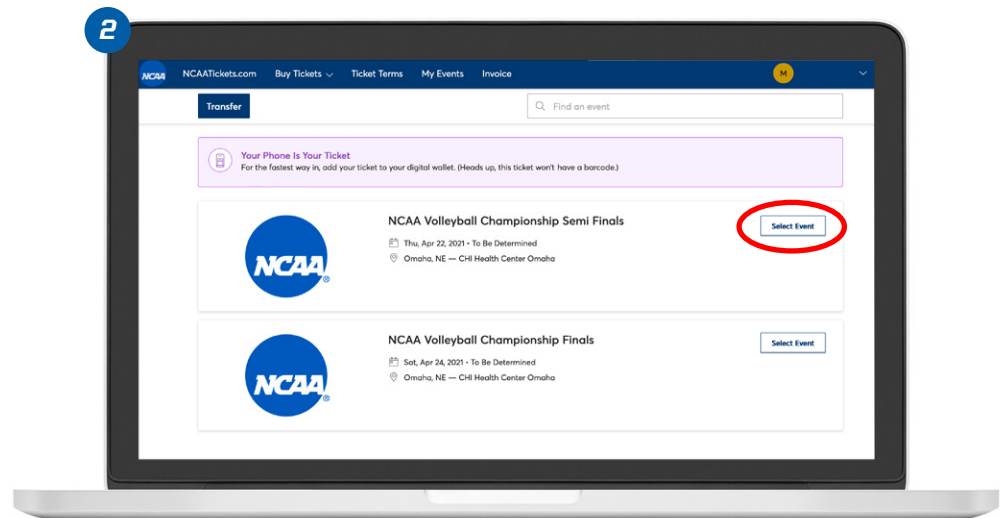 2
NCAA NCAATickets.com Buy Tickets Ticket Terms My Events Invoice M
Transfer Find an event
Your Phone Is Your Ticket
For the fastest way in, add your ticket to your digital wallet. (Heads up, this ticket won't have a barcode.)
NCAA Volleyball Championship Semi Finals
Select Event
Thu, Apr 22, 2021 • To Be Determined
Omaha, NE — CHI Health Center Omaha
NCAA®
NCAA Volleyball Championship Finals
Select Event
Sat, Apr 24, 2021 • To Be Determined
Omaha, NE — CHI Health Center Omaha
NCAA®